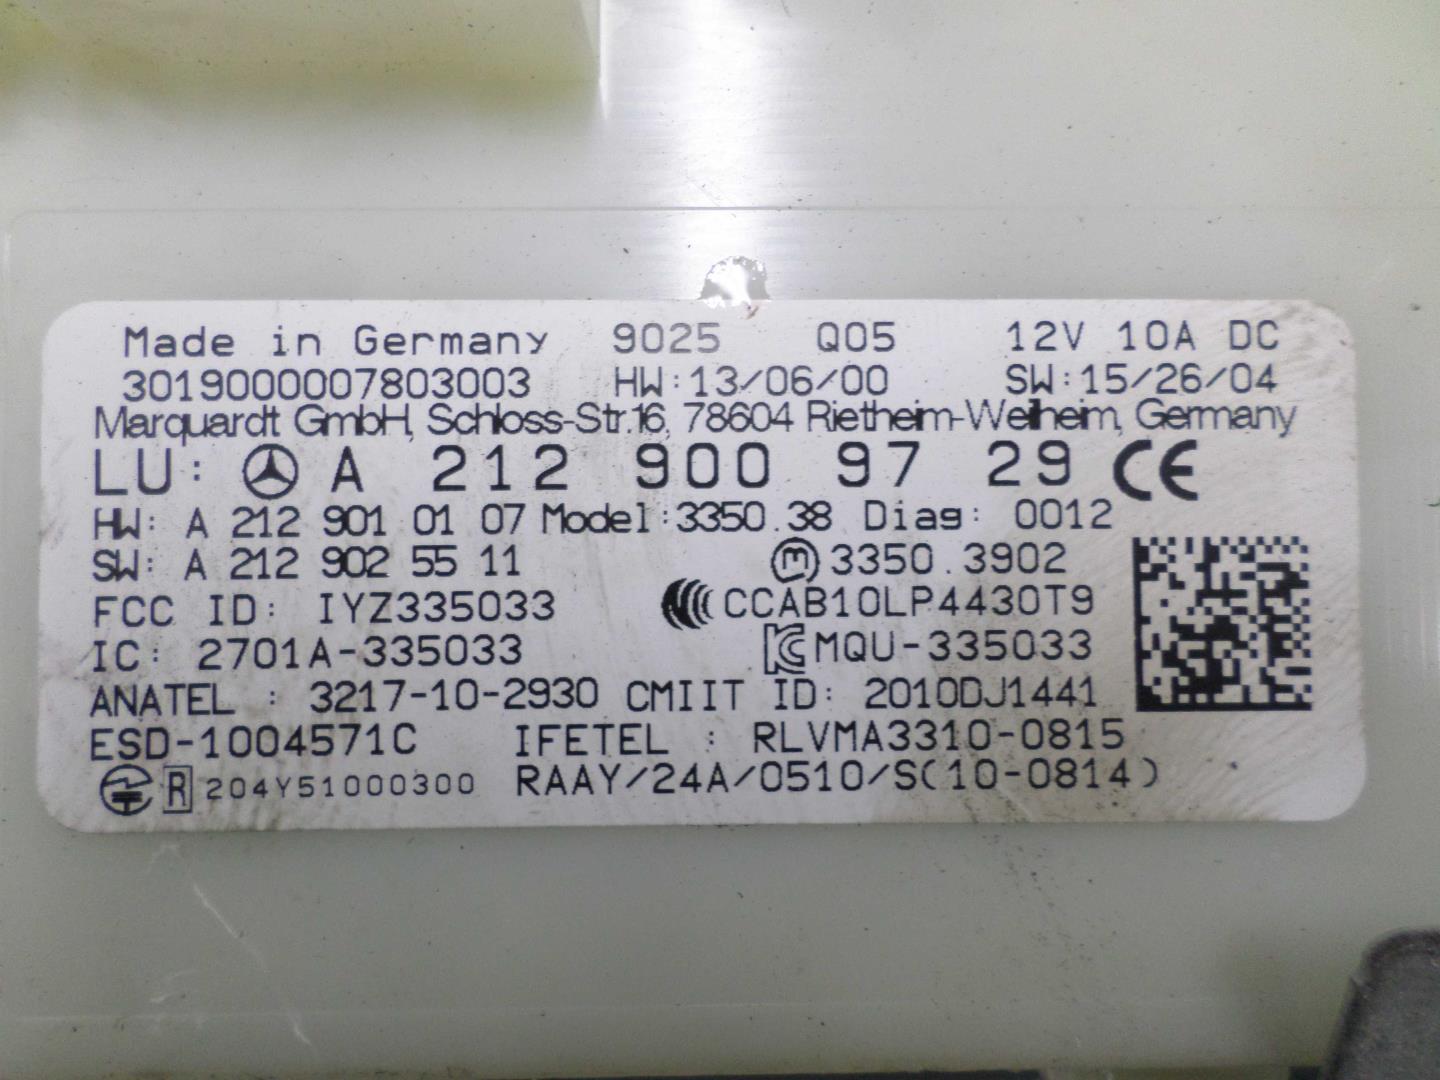 Made in Germany 9025 Q05 12V 10A DC
3019000007803003 HW:13/06/00 SW:15/26/04
Marquardt GmbH, Schloss-Str.16, 78604 Rietheim-Weilheim, Germany
LU: A 212 900 97 29 CE
HW: A 212 901 01 07 Model:3350.38 Diag: 0012
SW: A 212 902 55 11 m 3350.3902
FCC ID: IYZ335033 CCAB10LP4430T9
IC: 2701A-335033 KC MQU-335033
ANATEL : 3217-10-2930 CMIIT ID: 2010DJ1441
ESD-1004571C IFETEL : RLVMA3310-0815
R 204Y51000300 RAAY/24A/0510/S(10-0814)